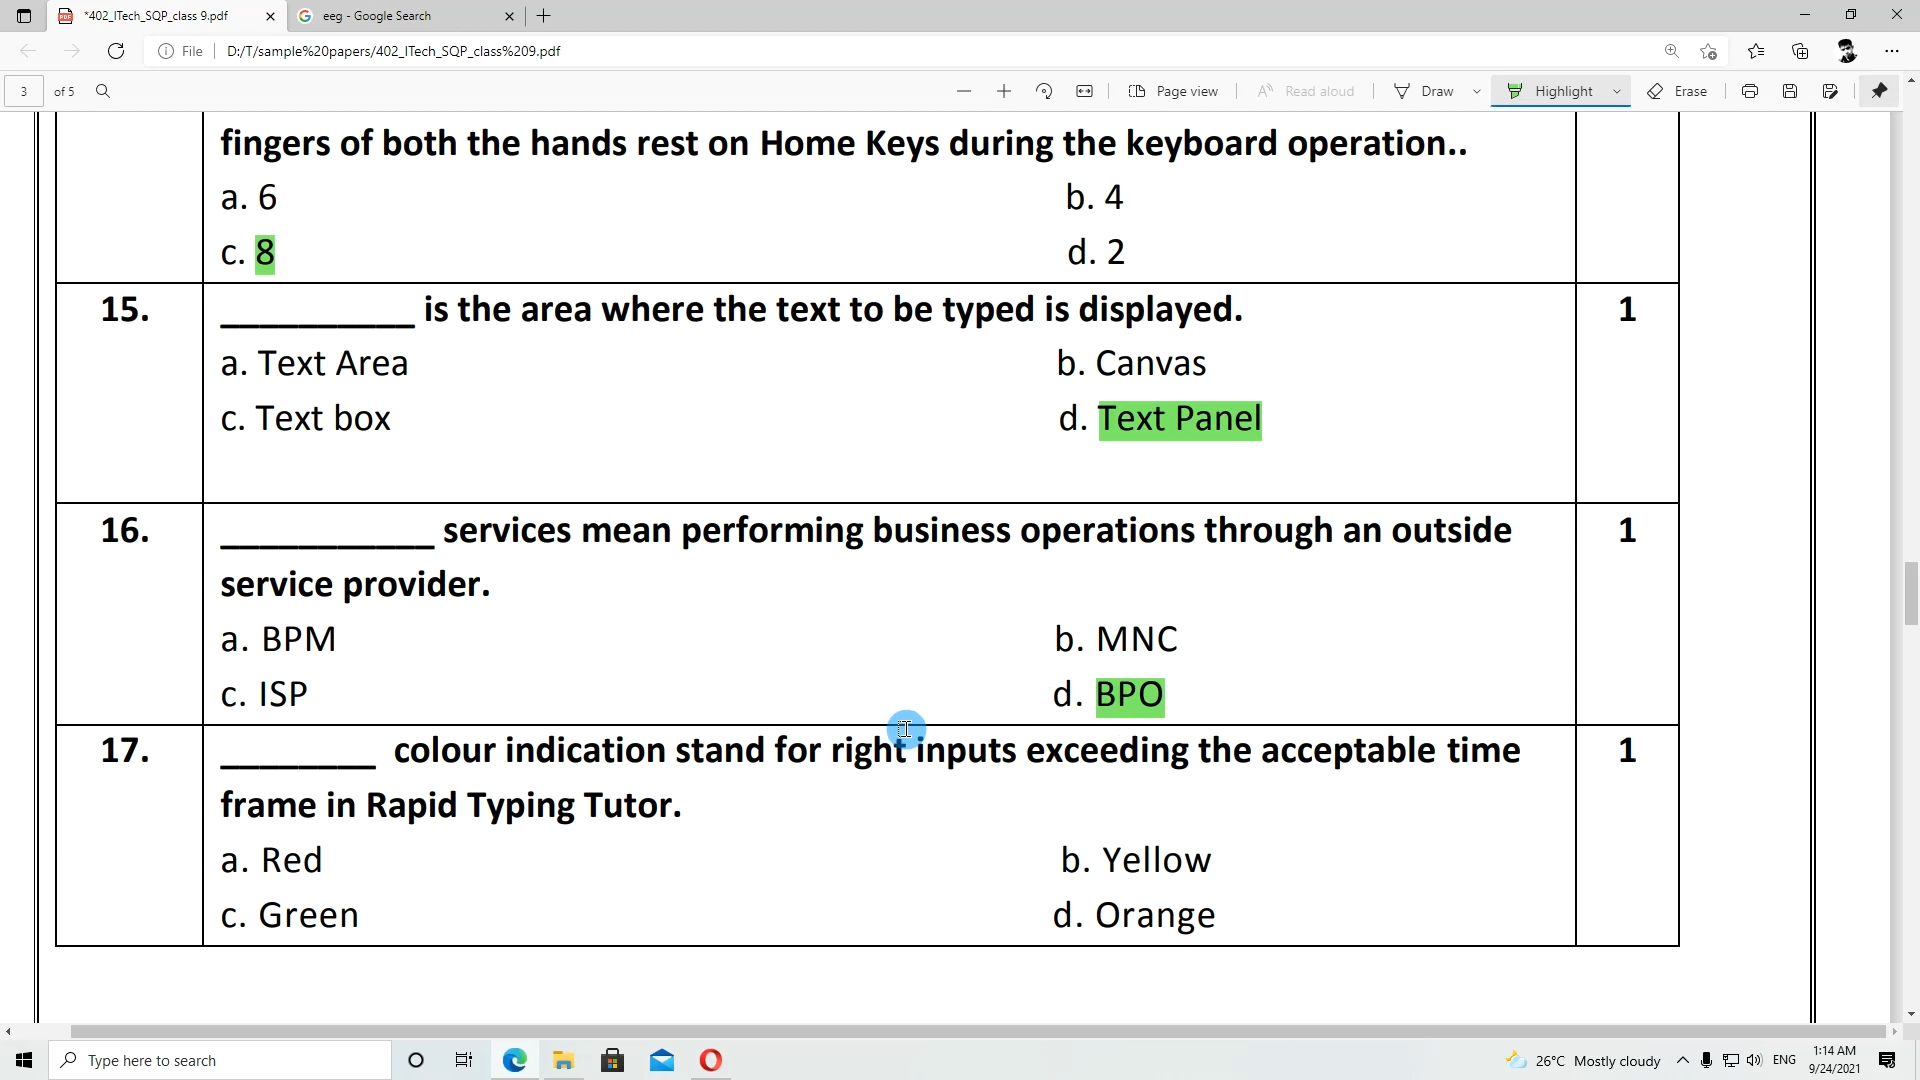 *402_ITech_SQP_class 9.pdf
eeg - Google Search
File
D:/T/sample%20papers/402_ITech_SQP_class%209.pdf
3 of 5
Page view
Read aloud
Draw
Highlight
Erase
fingers of both the hands rest on Home Keys during the keyboard operation..
a. 6 b. 4
c. 8 d. 2
15. __________ is the area where the text to be typed is displayed. 1
a. Text Area b. Canvas
c. Text box d. Text Panel
16. ___________ services mean performing business operations through an outside 1
service provider.
a. BPM b. MNC
c. ISP d. BPO
17. ________ colour indication stand for right inputs exceeding the acceptable time 1
frame in Rapid Typing Tutor.
a. Red b. Yellow
c. Green d. Orange
Type here to search
26°C Mostly cloudy
ENG
1:14 AM
9/24/2021